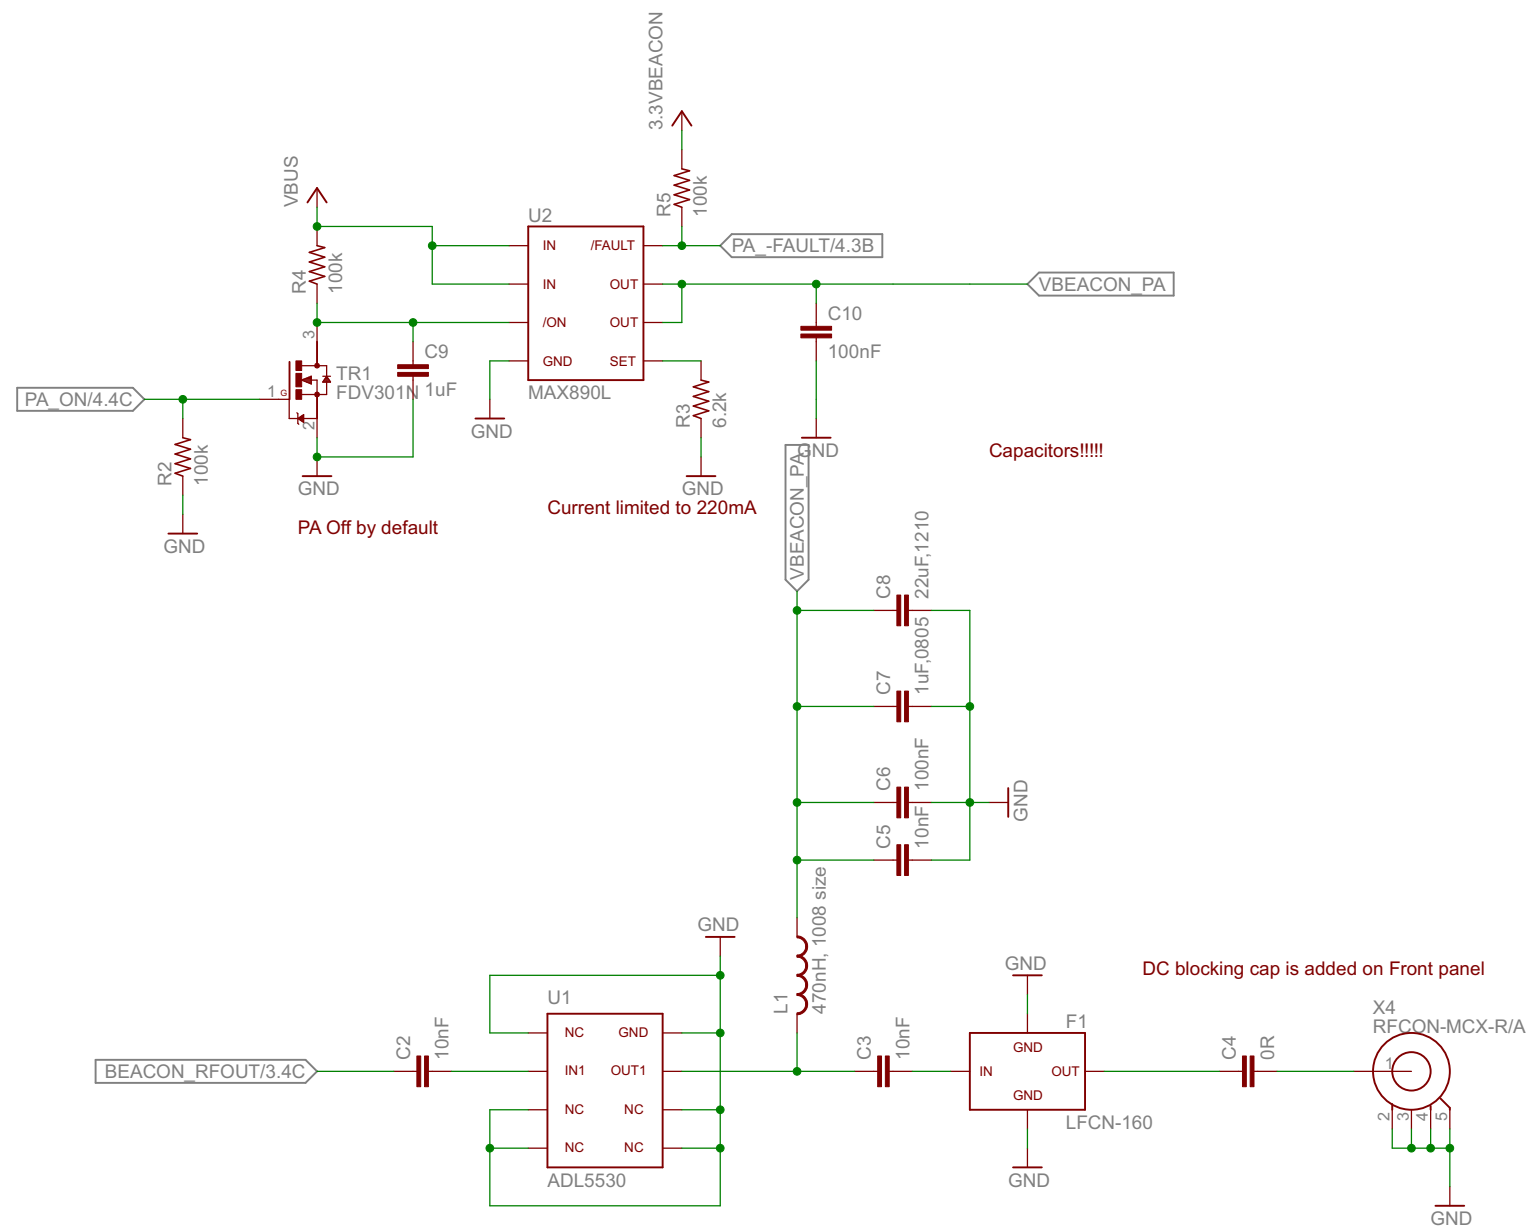 3.3VBEACON
VBUS
R5
100k
U2
R4
100k
IN
/FAULT
PA_-FAULT/4.3B
IN
OUT
VBEACON_PA
/ON
OUT
C10
100nF
3
C9
1uF
GND
SET
TR1
FDV301N
MAX890L
1
G
PA_ON/4.4C
2
R3
6.2k
R2
100k
GND
GND
GND
Capacitors!!!!!
GND
GND
Current limited to 220mA
PA Off by default
GND
VBEACON_PA
C8
22uF,1210
C7
1uF,0805
C6
100nF
GND
C5
10nF
L1
470nH, 1008 size
GND
GND
DC blocking cap is added on Front panel
U1
X4
RFCON-MCX-R/A
F1
NC
GND
GND
C2
10nF
C3
10nF
C4
0R
BEACON_RFOUT/3.4C
IN1
OUT1
IN
OUT
1
NC
NC
GND
LFCN-160
2
3
4
5
NC
NC
ADL5530
GND
GND